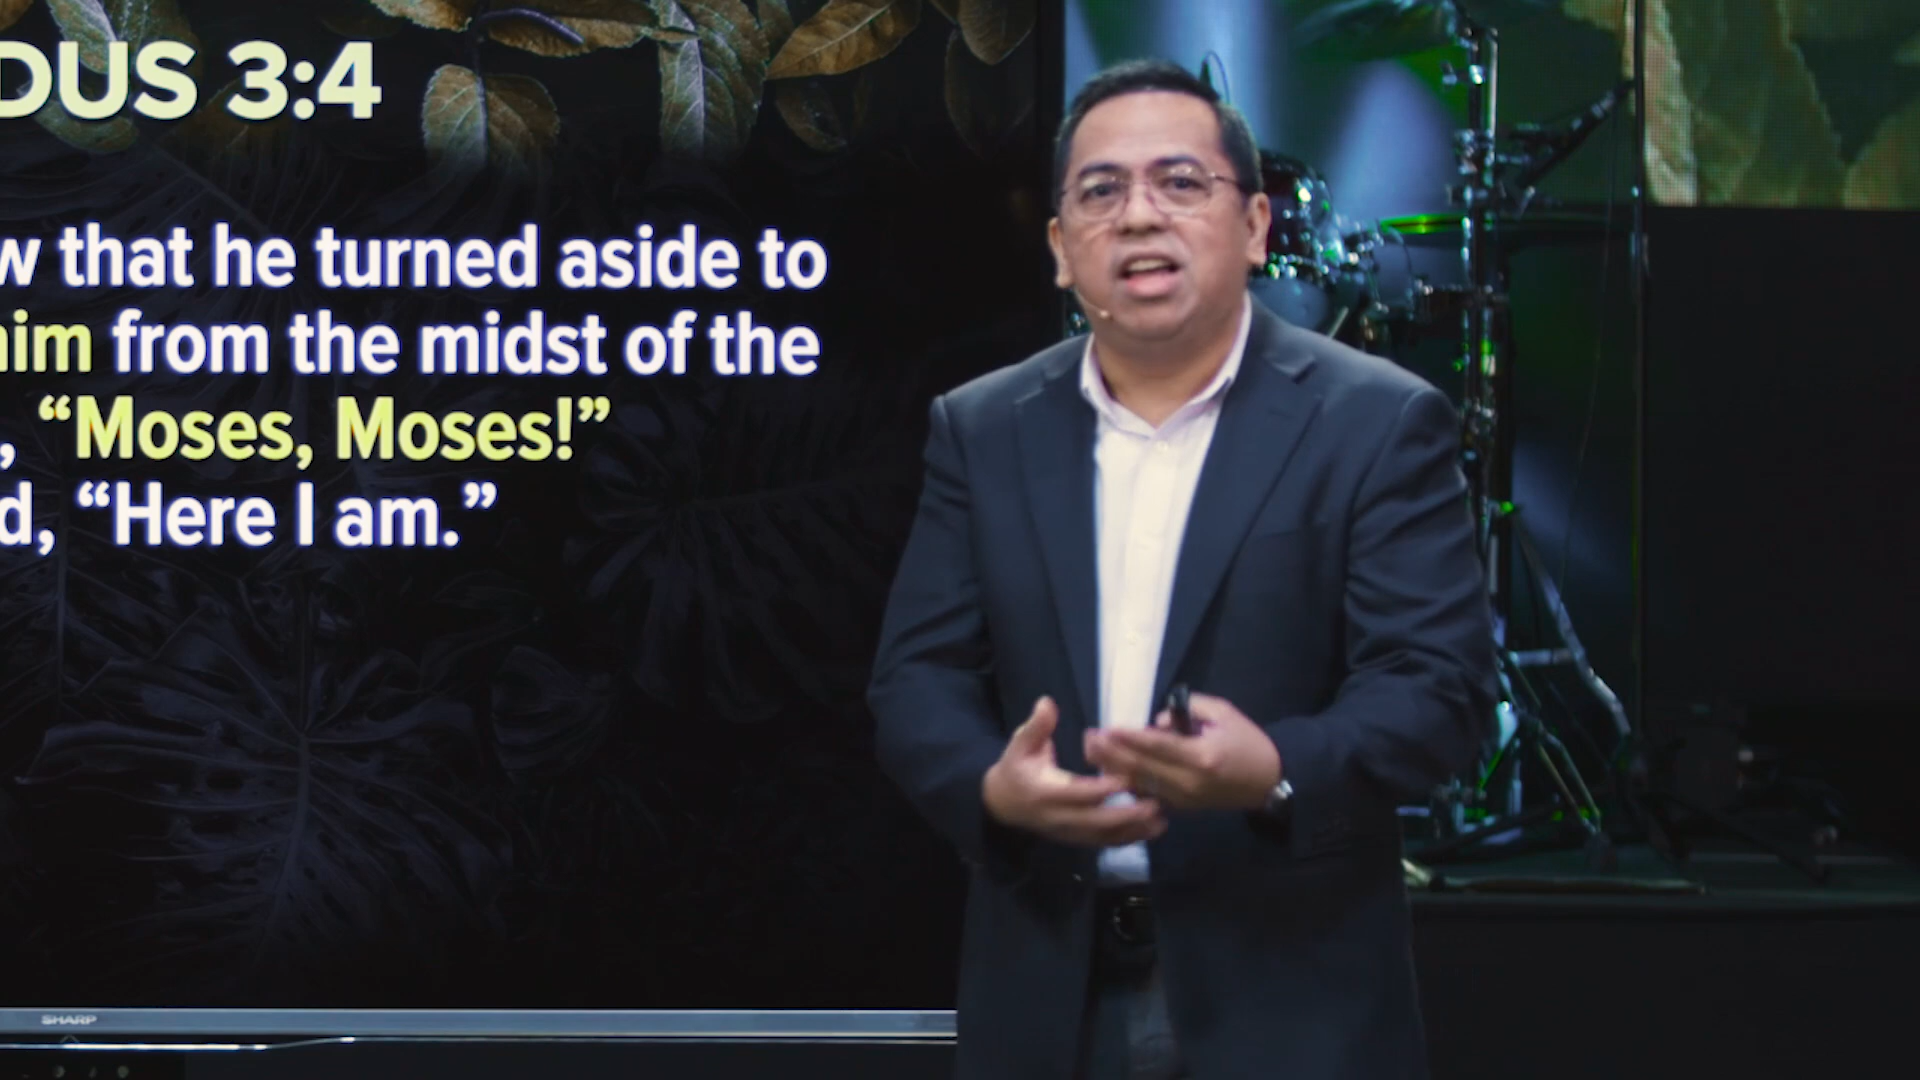 DUS 3:4
w that he turned aside to
him from the midst of the
, “Moses, Moses!”
d, “Here I am.”
SHARP